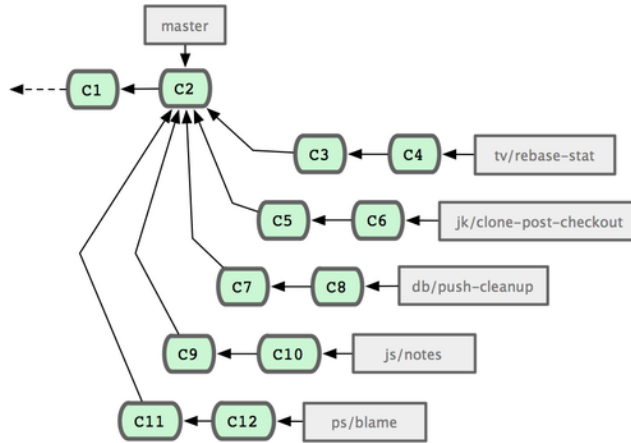 master
C1
C2
C3
C4
tv/rebase-stat
C5
C6
jk/clone-post-checkout
C7
C8
db/push-cleanup
C9
C10
js/notes
C11
C12
ps/blame